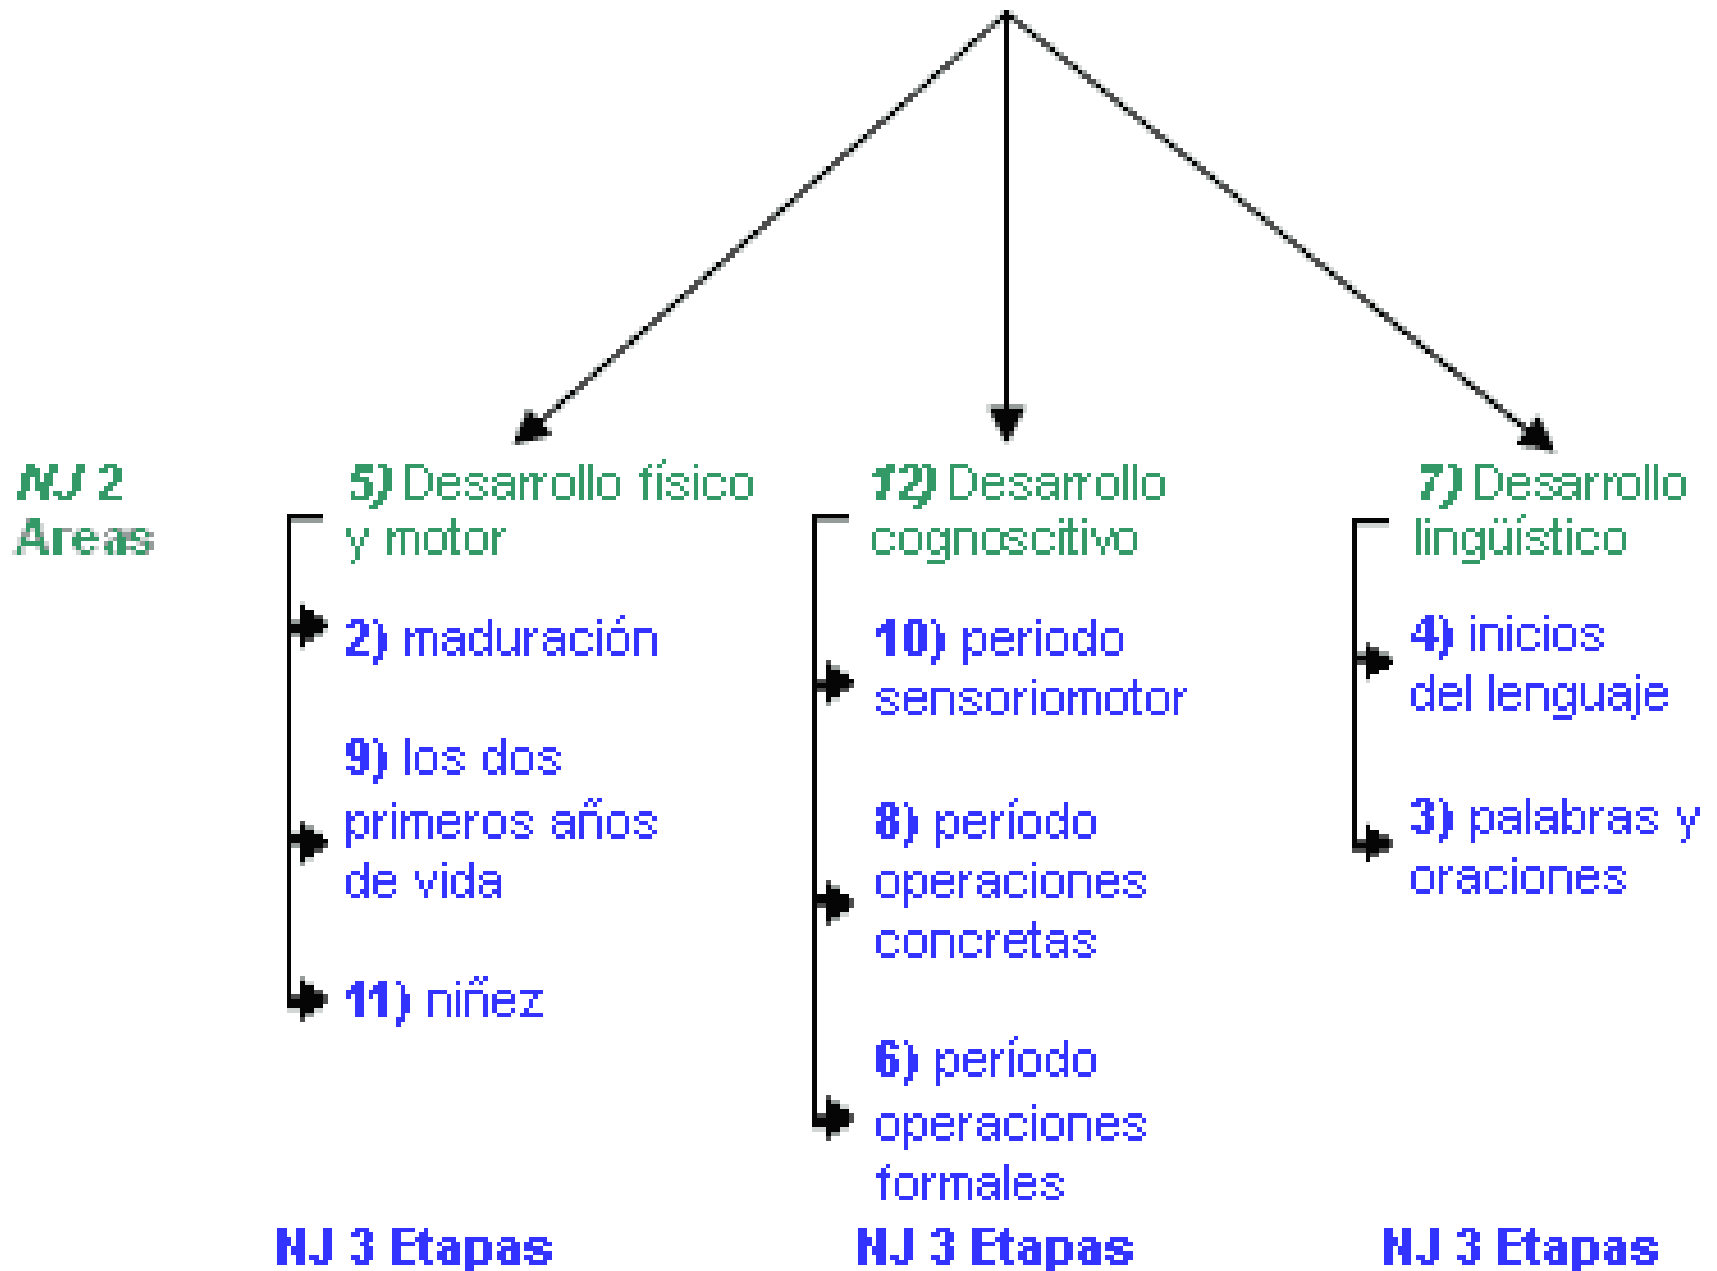 NJ 2
Areas
5) Desarrollo físico
y motor
2) maduración
9) los dos
primeros años
de vida
11) niñez
12) Desarrollo
cognoscitivo
10) periodo
sensoriomotor
8) período
operaciones
concretas
6) período
operaciones
formales
7) Desarrollo
lingüístico
4) inicios
del lenguaje
3) palabras y
oraciones
NJ 3 Etapas
NJ 3 Etapas
NJ 3 Etapas